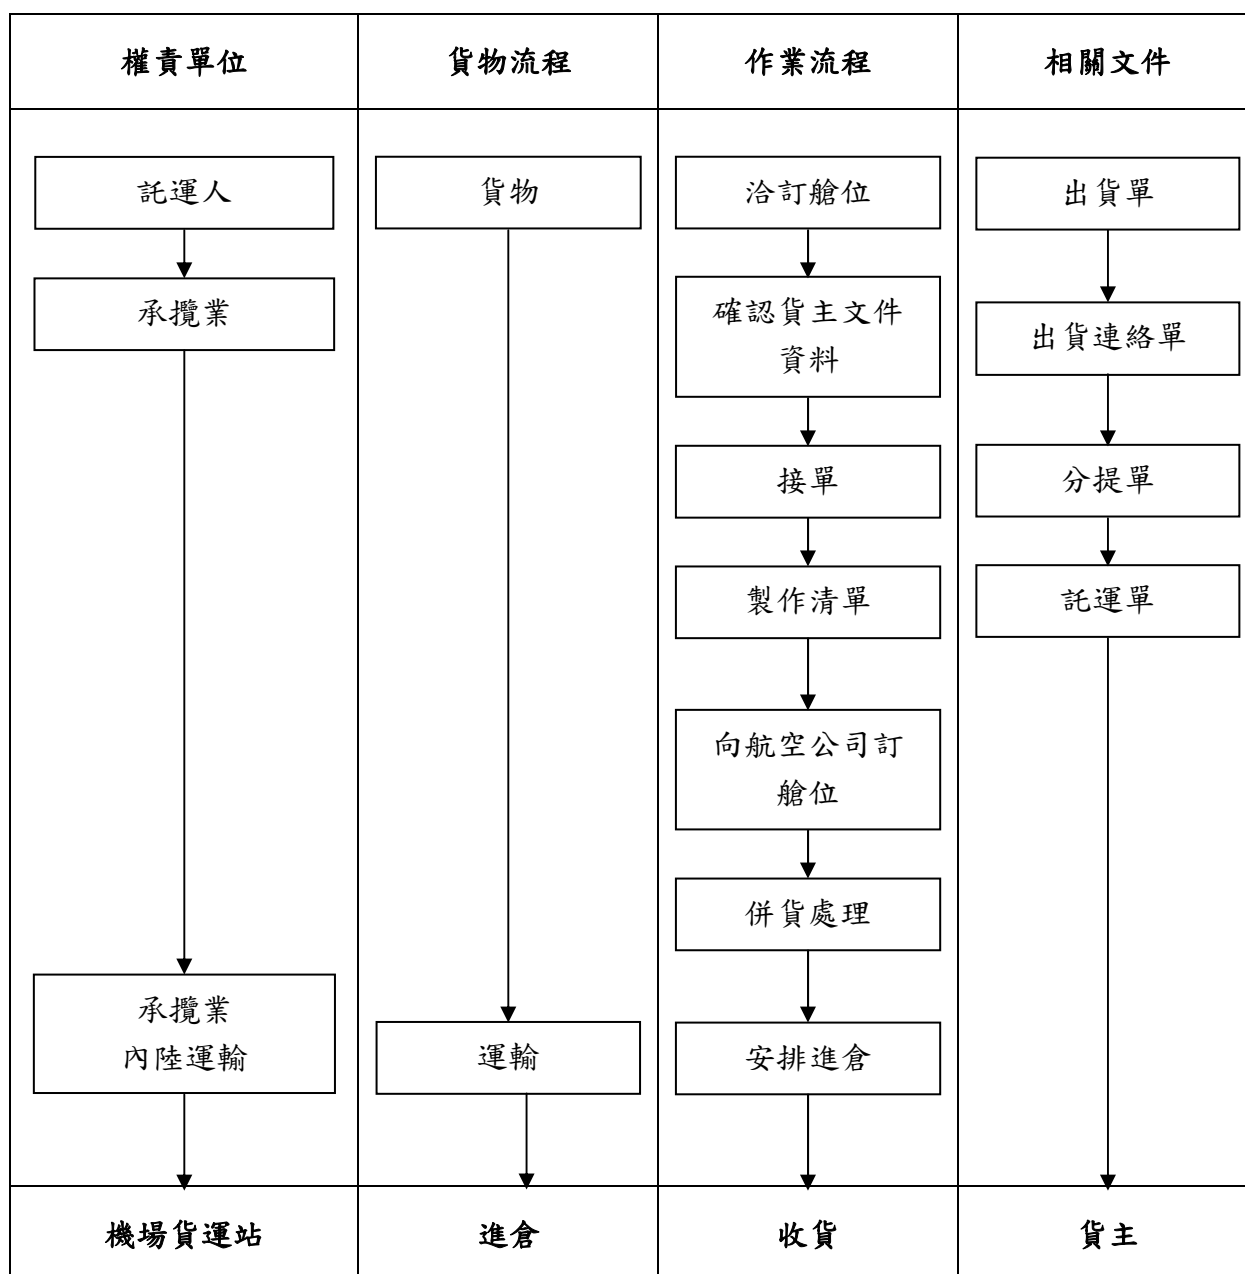 權責單位
貨物流程
作業流程
相關文件
託運人
貨物
洽訂艙位
出貨單
承攬業
確認貨主文件
資料
出貨連絡單
接單
分提單
製作清單
託運單
向航空公司訂
艙位
併貨處理
承攬業
內陸運輸
運輸
安排進倉
機場貨運站
進倉
收貨
貨主